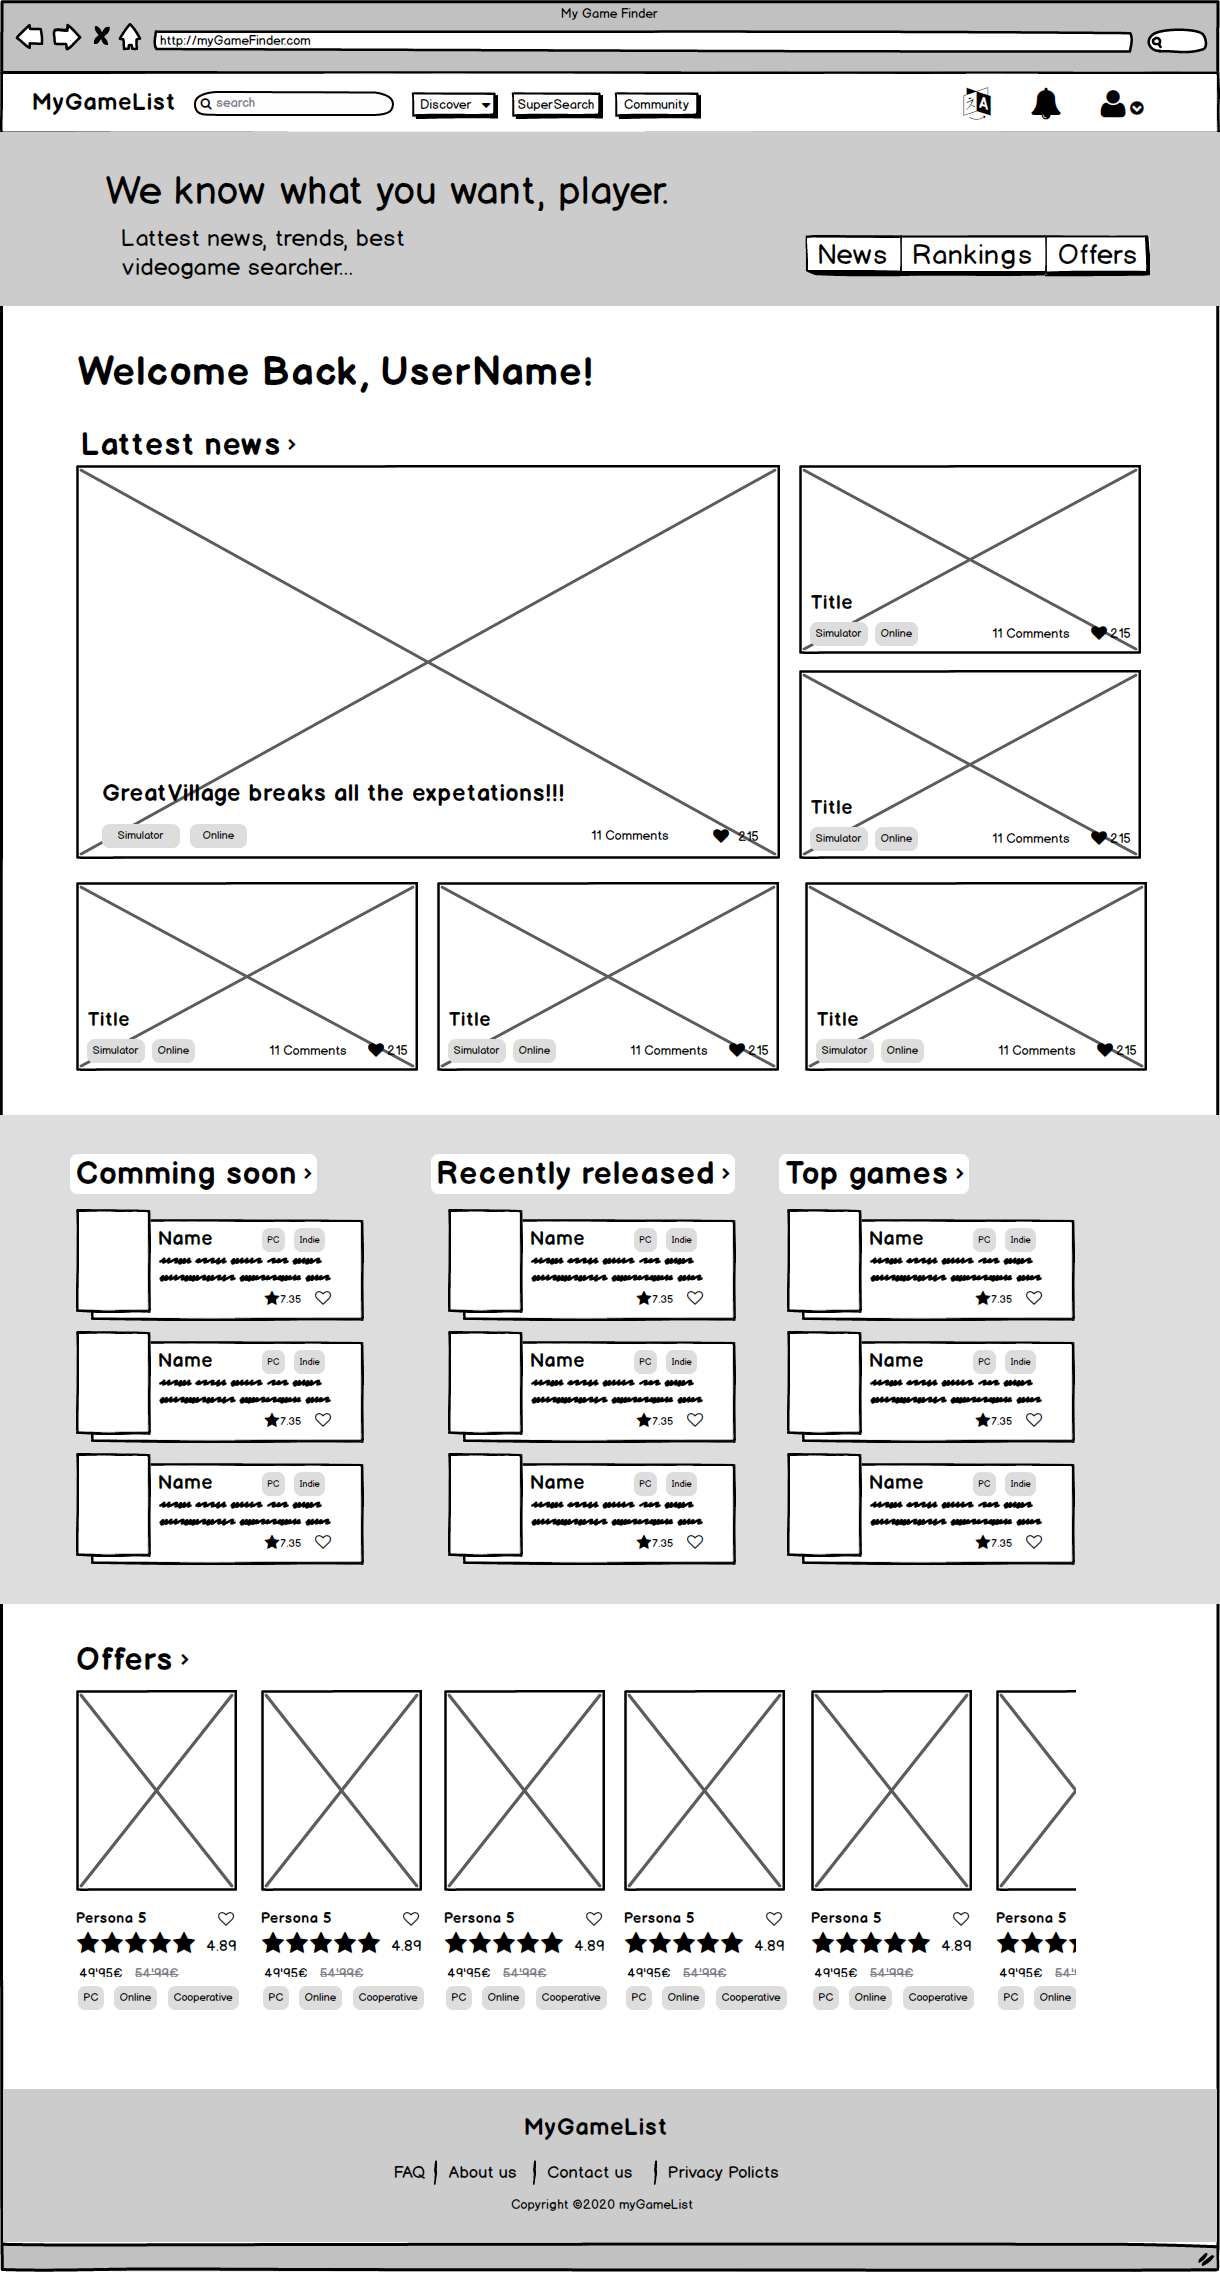 My Game Finder
http://myGameFinder.com
MyGameList
search
Discover
SuperSearch
Community
We know what you want, player.
Lattest news, trends, best
videogame searcher...
News Rankings Offers
Welcome Back, UserName!
Lattest news ›
GreatVillage breaks all the expetations!!!
Simulator Online 11 Comments 215
Title
Simulator Online 11 Comments 215
Title
Simulator Online 11 Comments 215
Title
Simulator Online 11 Comments 215
Title
Simulator Online 11 Comments 215
Title
Simulator Online 11 Comments 215
Comming soon ›
Name PC Indie
7.35
Name PC Indie
7.35
Name PC Indie
7.35
Recently released ›
Name PC Indie
7.35
Name PC Indie
7.35
Name PC Indie
7.35
Top games ›
Name PC Indie
7.35
Name PC Indie
7.35
Name PC Indie
7.35
Offers ›
Persona 5
4.89
49'95€ 54'99€
PC Online Cooperative
Persona 5
4.89
49'95€ 54'99€
PC Online Cooperative
Persona 5
4.89
49'95€ 54'99€
PC Online Cooperative
Persona 5
4.89
49'95€ 54'99€
PC Online Cooperative
Persona 5
4.89
49'95€ 54'99€
PC Online Cooperative
Persona 5
49'95€ 54'
PC Online
MyGameList
FAQ About us Contact us Privacy Policts
Copyright ©2020 myGameList